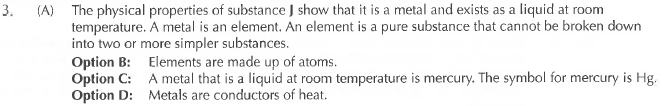 3. (A) The physical properties of substance J show that it is a metal and exists as a liquid at room
temperature. A metal is an element. An element is a pure substance that cannot be broken down
into two or more simpler substances.
Option B: Elements are made up of atoms.
Option C: A metal that is a liquid at room temperature is mercury. The symbol for mercury is Hg.
Option D: Metals are conductors of heat.